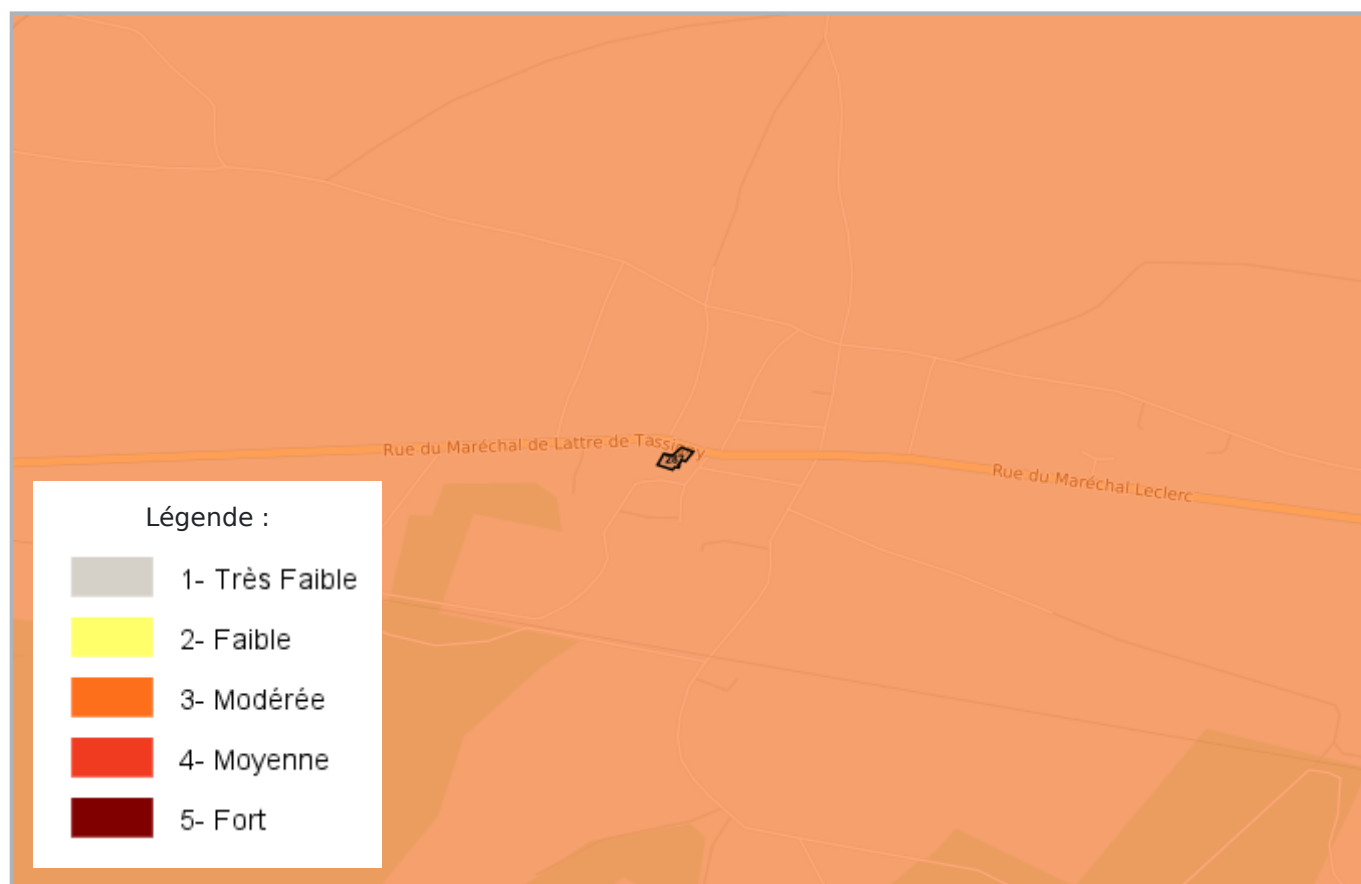 Rue du Maréchal de Lattre de Tassigny
Rue du Maréchal Leclerc
Légende :
1- Très Faible
2- Faible
3- Modérée
4- Moyenne
5- Fort